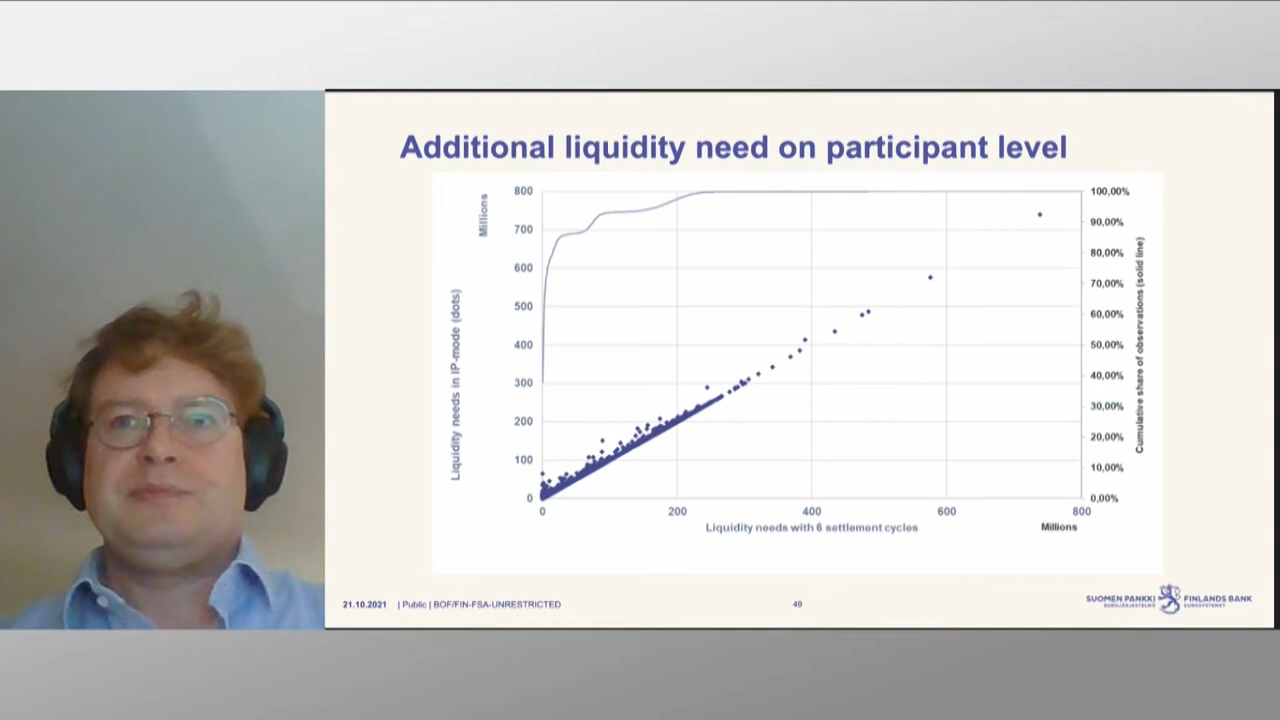 Additional liquidity need on participant level
Millions
Liquidity needs in IP-mode (dots)
800
700
600
500
400
300
200
100
0
0
200
400
600
800
Liquidity needs with 6 settlement cycles
Millions
100,00%
90,00%
80,00%
70,00%
60,00%
50,00%
40,00%
30,00%
20,00%
10,00%
0,00%
Cumulative share of observations (solid line)
21.10.2021 | Public | BOF/FIN-FSA-UNRESTRICTED
49
SUOMEN PANKKI
EUROJÄRJESTELMÄ
FINLANDS BANK
EUROSYSTEMET